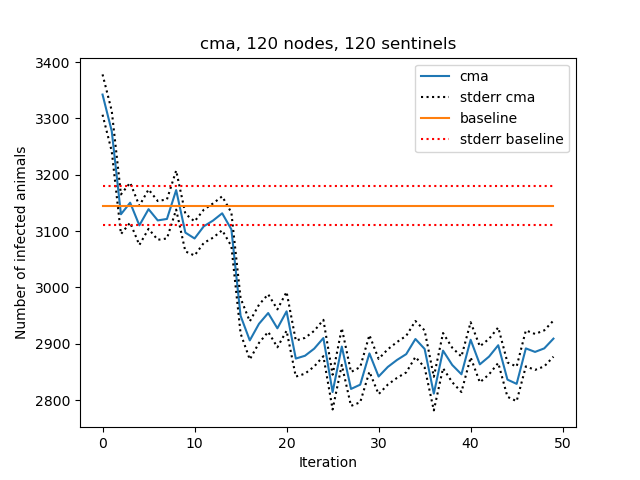 cma, 120 nodes, 120 sentinels
3400
3300
3200
3100
3000
2900
2800
Number of infected animals
cma
stderr cma
baseline
stderr baseline
0 10 20 30 40 50
Iteration